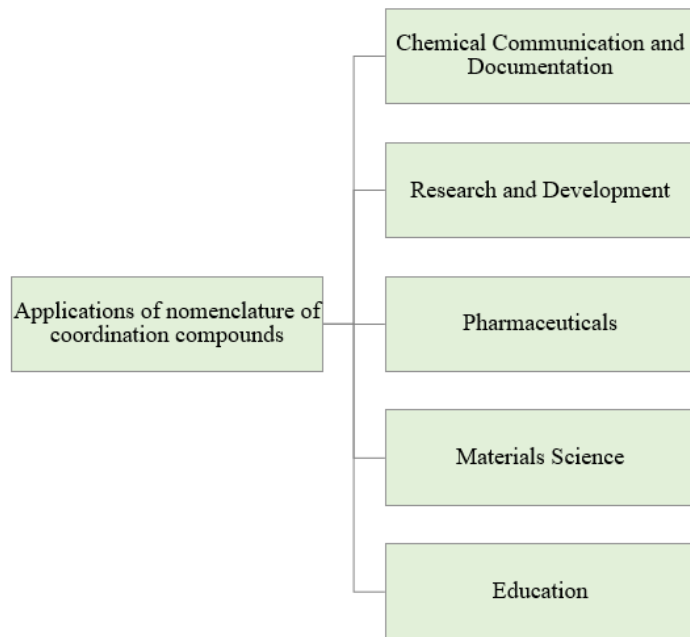 Chemical Communication and
Documentation
Research and Development
Applications of nomenclature of
coordination compounds
Pharmaceuticals
Materials Science
Education